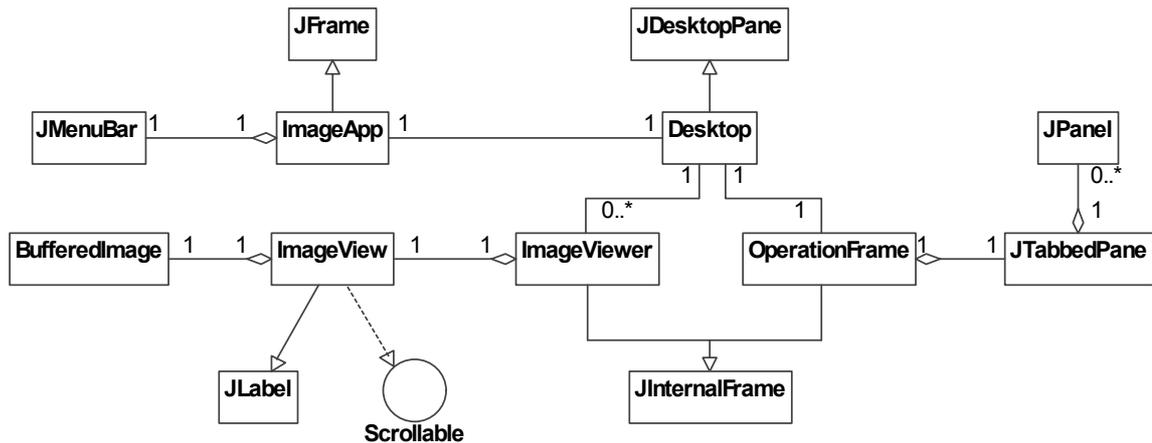 JFrame
JDesktopPane
JMenuBar
1
1
ImageApp
1
1
Desktop
JPanel
1
1
0..*
0..*
1
1
BufferedImage
1
1
ImageView
1
1
ImageViewer
OperationFrame
1
1
JTabbedPane
JLabel
Scrollable
JInternalFrame